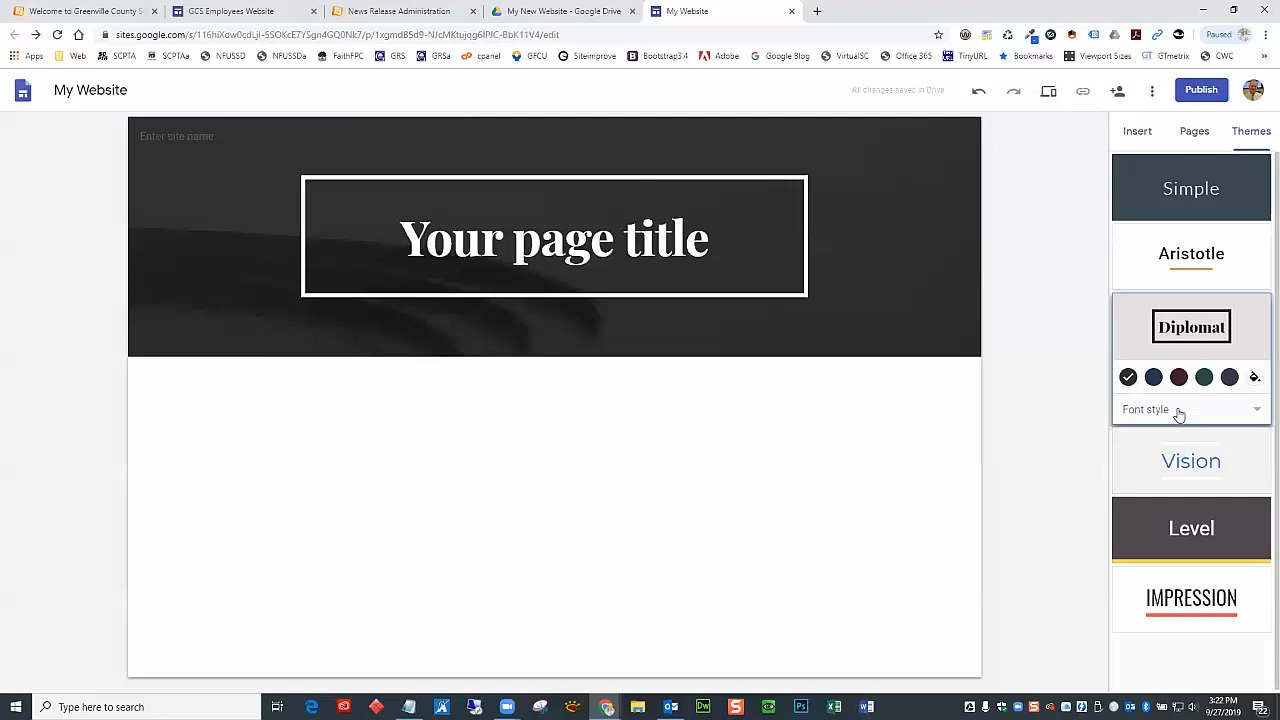 Welcome to Greenville County S
GCS Employees Website
News Release Administration
My New Website - Google Drive
My Website
Paused
Apps
Web
SCPTA
SCPTAa
NFUSSD
NFUSSDa
FaithFPC
GRS
GRSa
cpanel
GFCU
Siteimprove
Bootstrap3.4
Adobe
Google Blog
VirtualSC
Office 365
TinyURL
Bookmarks
Viewport Sizes
GTmetrix
CWC
»
My Website
All changes saved in Drive
Publish
Insert
Pages
Themes
Enter site name
Your page title
Simple
Aristotle
Diplomat
Font style
Vision
Level
IMPRESSION
Type here to search
3:22 PM
9/27/2019